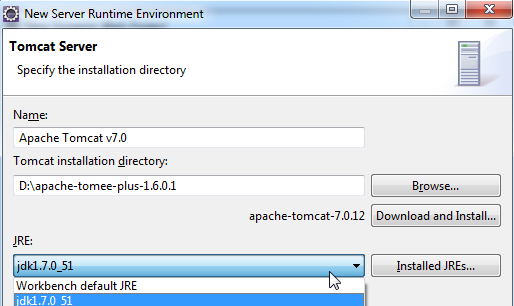 New Server Runtime Environment
Tomcat Server
Specify the installation directory
Name:
Apache Tomcat v7.0
Tomcat installation directory:
D:\apache-tomee-plus-1.6.0.1
Browse...
apache-tomcat-7.0.12
Download and Install...
JRE:
jdk1.7.0_51
Installed JREs...
Workbench default JRE
jdk1.7.0_51